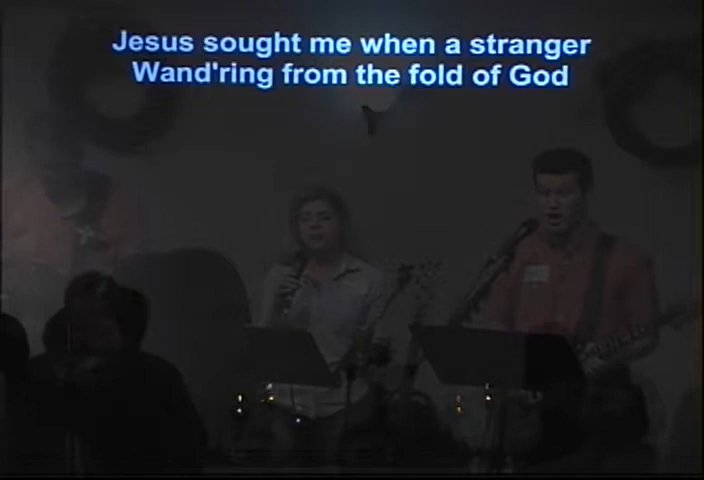 Jesus sought me when a stranger
Wand'ring from the fold of God